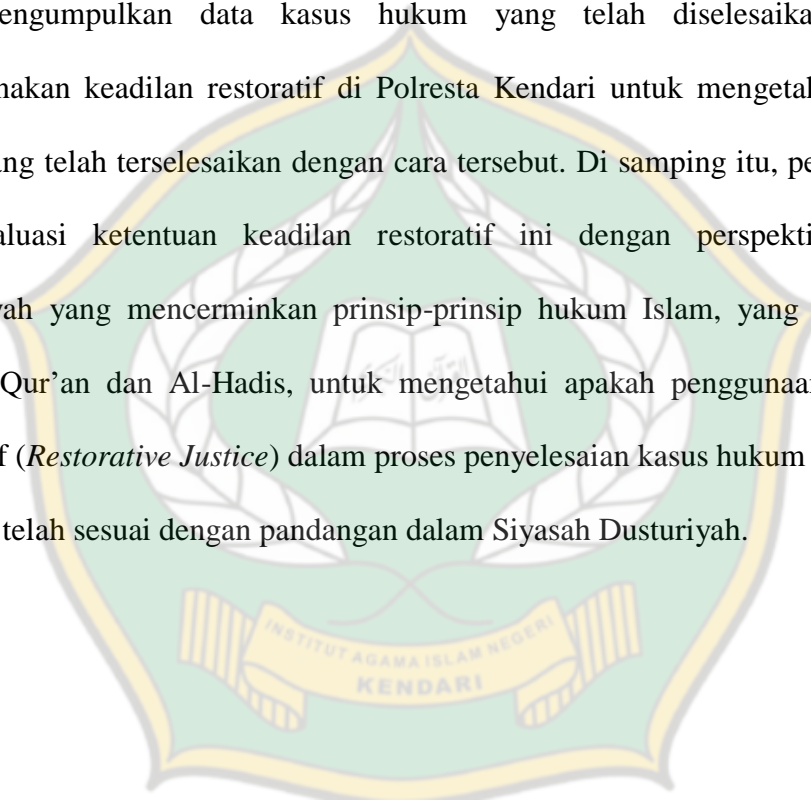 engumpulkan data kasus hukum yang telah diselesaika
nakan keadilan restoratif di Polresta Kendari untuk mengetal
ng telah terselesaikan dengan cara tersebut. Di samping itu, pe
aluasi ketentuan keadilan restoratif ini dengan perspekti
yah yang mencerminkan prinsip-prinsip hukum Islam, yang
Qur’an dan Al-Hadis, untuk mengetahui apakah penggunaan
f (Restorative Justice) dalam proses penyelesaian kasus hukum
telah sesuai dengan pandangan dalam Siyasah Dusturiyah.
INSTITUT AGAMA ISLAM NEGERI
KENDARI